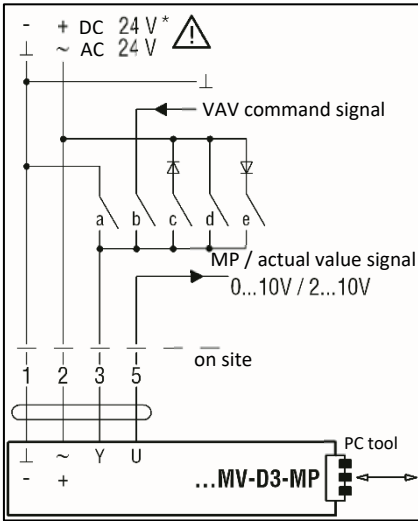 - + DC 24 V *
⊥ ~ AC 24 V
⊥
VAV command signal
a b c d e
MP / actual value signal
0...10V / 2...10V
on site
1 2 3 5
PC tool
⊥ ~ Y U
- +
...MV-D3-MP